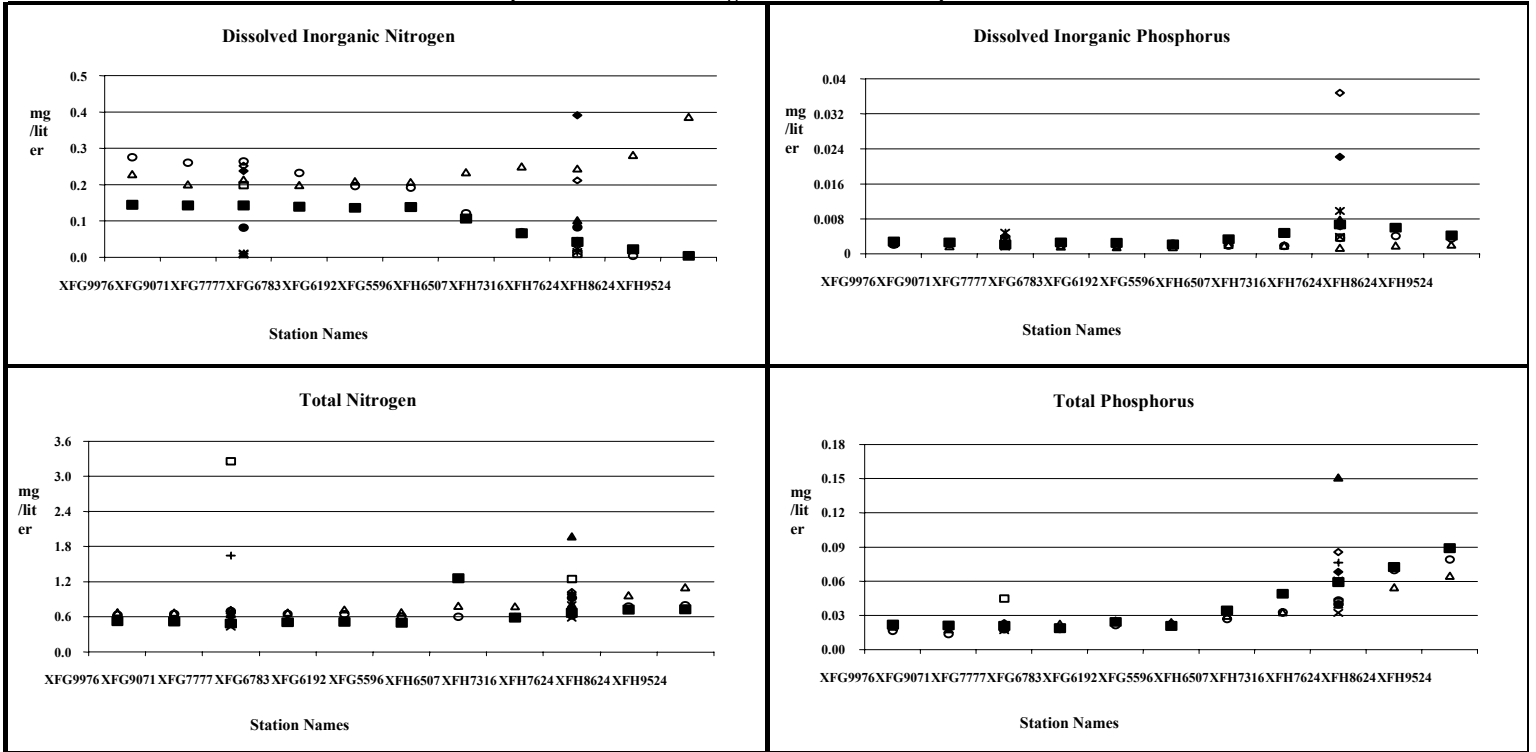 Dissolved Inorganic Nitrogen
0.5
0.4
0.3
0.2
0.1
0.0
mg
/lit
er
XFG9976XFG9071XFG7777XFG6783XFG6192XFG5596XFH6507XFH7316XFH7624XFH8624XFH9524
Station Names
Dissolved Inorganic Phosphorus
0.04
0.032
0.024
0.016
0.008
0
mg
/lit
er
XFG9976XFG9071XFG7777XFG6783XFG6192XFG5596XFH6507XFH7316XFH7624XFH8624XFH9524
Station Names
Total Nitrogen
3.6
3.0
2.4
1.8
1.2
0.6
0.0
mg
/lit
er
XFG9976XFG9071XFG7777XFG6783XFG6192XFG5596XFH6507XFH7316XFH7624XFH8624XFH9524
Station Names
Total Phosphorus
0.18
0.15
0.12
0.09
0.06
0.03
0.00
mg
/lit
er
XFG9976XFG9071XFG7777XFG6783XFG6192XFG5596XFH6507XFH7316XFH7624XFH8624XFH9524
Station Names